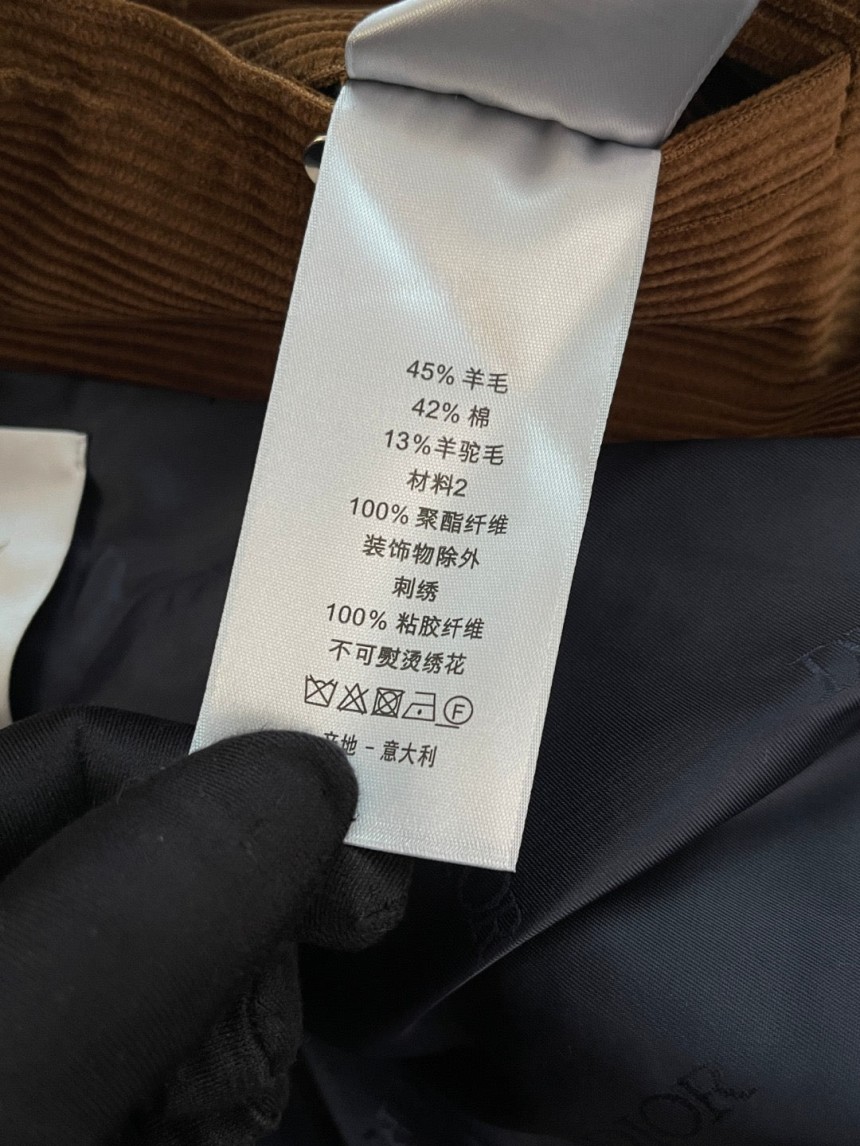 45% 羊毛
42% 棉
13%羊驼毛
材料2
100% 聚酯纤维
装饰物除外
刺绣
100% 粘胶纤维
不可熨烫绣花
F
产地 - 意大利
DIOR